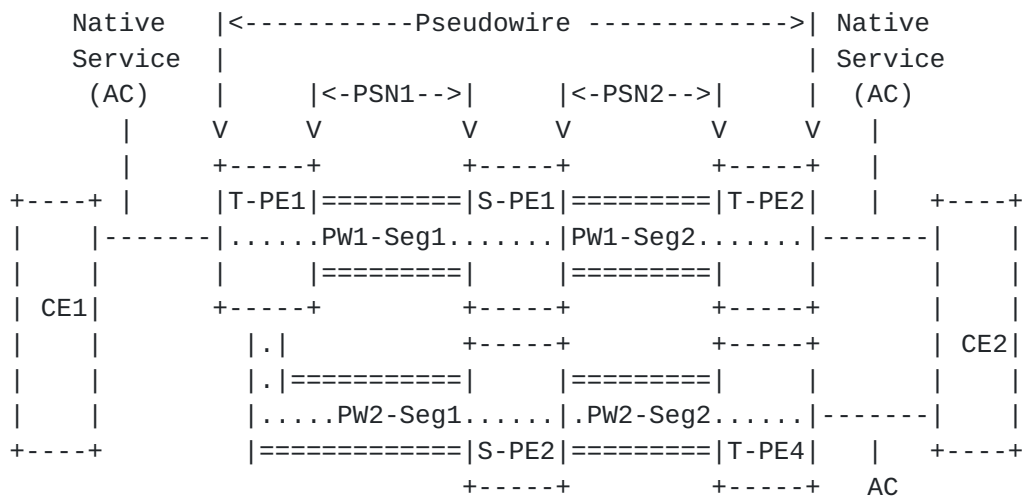 Native   |<-----------Pseudowire ------------->| Native
     Service  |                                     | Service
      (AC)    |     |<-PSN1-->|     |<-PSN2-->|     |  (AC)
        |     V     V         V     V         V     V   |
        |     +-----+         +-----+         +-----+   |
 +----+ |     |T-PE1|=========|S-PE1|=========|T-PE2|   |   +----+
 |    |-------|......PW1-Seg1.......|PW1-Seg2.......|-------|    |
 |    |       |     |=========|     |=========|     |       |    |
 | CE1|       +-----+         +-----+         +-----+       |    |
 |    |         |.|           +-----+         +-----+       | CE2|
 |    |         |.|===========|     |=========|     |       |    |
 |    |         |.....PW2-Seg1......|.PW2-Seg2......|-------|    |
 +----+         |=============|S-PE2|=========|T-PE4|   |   +----+
                              +-----+         +-----+   AC